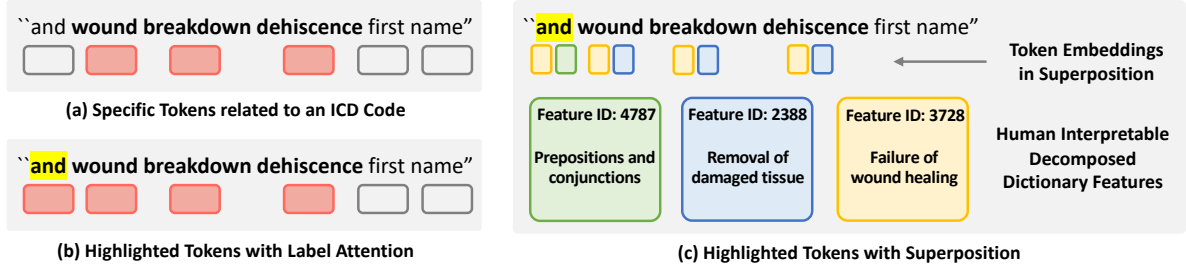 ``and wound breakdown dehiscence first name”
(a) Specific Tokens related to an ICD Code
``and wound breakdown dehiscence first name”
(b) Highlighted Tokens with Label Attention
``and wound breakdown dehiscence first name”
Token Embeddings
in Superposition
Feature ID: 4787
Prepositions and
conjunctions
Feature ID: 2388
Removal of
damaged tissue
Feature ID: 3728
Failure of
wound healing
Human Interpretable
Decomposed
Dictionary Features
(c) Highlighted Tokens with Superposition